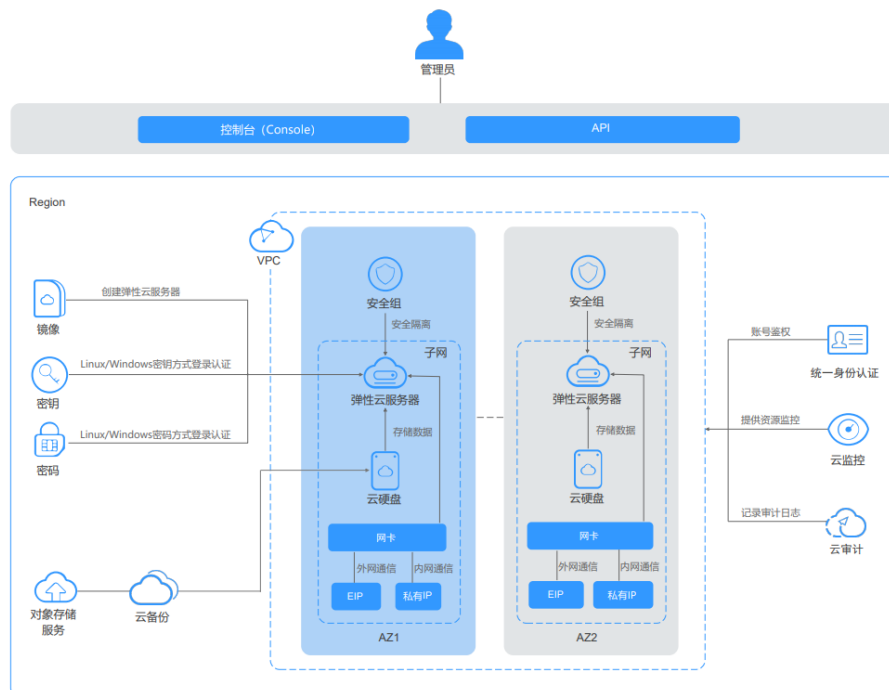 管理员
控制台（Console）
API
Region
VPC
安全组
安全隔离
子网
弹性云服务器
存储数据
云硬盘
网卡
外网通信
内网通信
EIP
私有IP
AZ1
安全组
安全隔离
子网
弹性云服务器
存储数据
云硬盘
网卡
外网通信
内网通信
EIP
私有IP
AZ2
创建弹性云服务器
镜像
Linux/Windows密钥方式登录认证
密钥
Linux/Windows密码方式登录认证
密码
对象存储
服务
云备份
账号鉴权
统一身份认证
提供资源监控
云监控
记录审计日志
云审计